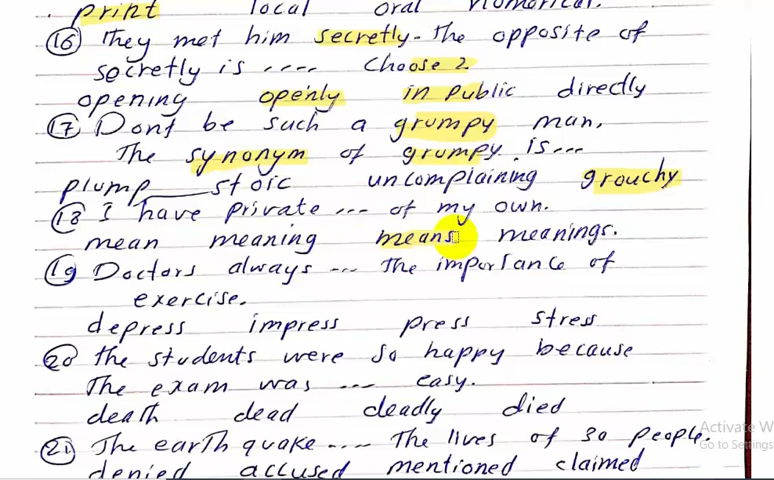 print local oral numerical.
16 They met him secretly. The opposite of
secretly is ..... Choose 2
opening openly in public directly
17 Dont be such a grumpy man.
The synonym of grumpy is...
plump stoic uncomplaining grouchy
18 I have private ... of my own.
mean meaning means meanings.
19 Doctors always ... The importance of
exercise.
depress impress press stress
20 the students were so happy because
The exam was ... easy.
death dead deadly died
21 The earth quake .... The lives of 30 people.
denied accused mentioned claimed
Activate W
Go to Settings